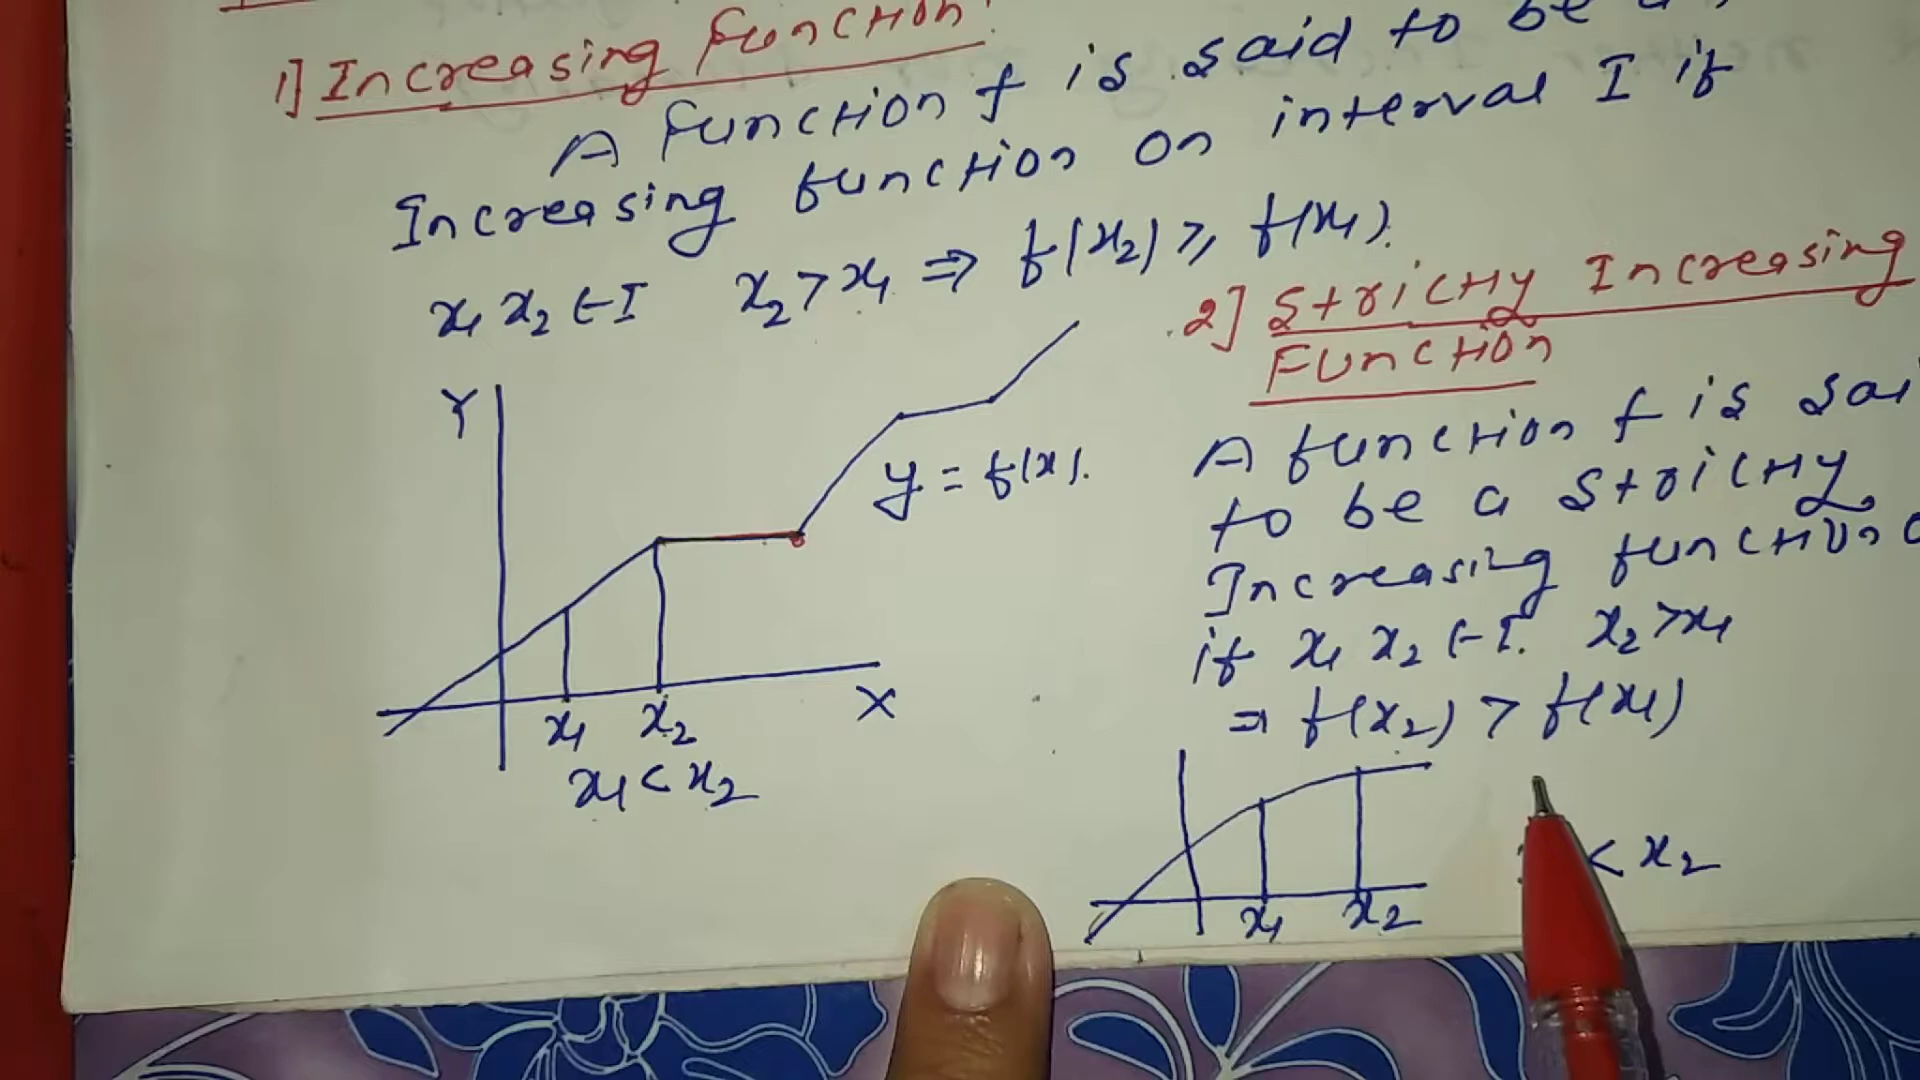 1] Increasing Function.
A Function f is said to be a
Increasing function on interval I if
x₁ x₂ ∈ I x₂ > x₁ ⇒ f(x₂) ≥ f(x₁).
Y
y = f(x).
x₁ x₂
X
x₁ < x₂
2] Strictly Increasing
Function
A function f is sai
to be a Strictly
Increasing function
if x₁ x₂ ∈ I. x₂ > x₁
⇒ f(x₂) > f(x₁)
x₁ x₂
< x₂